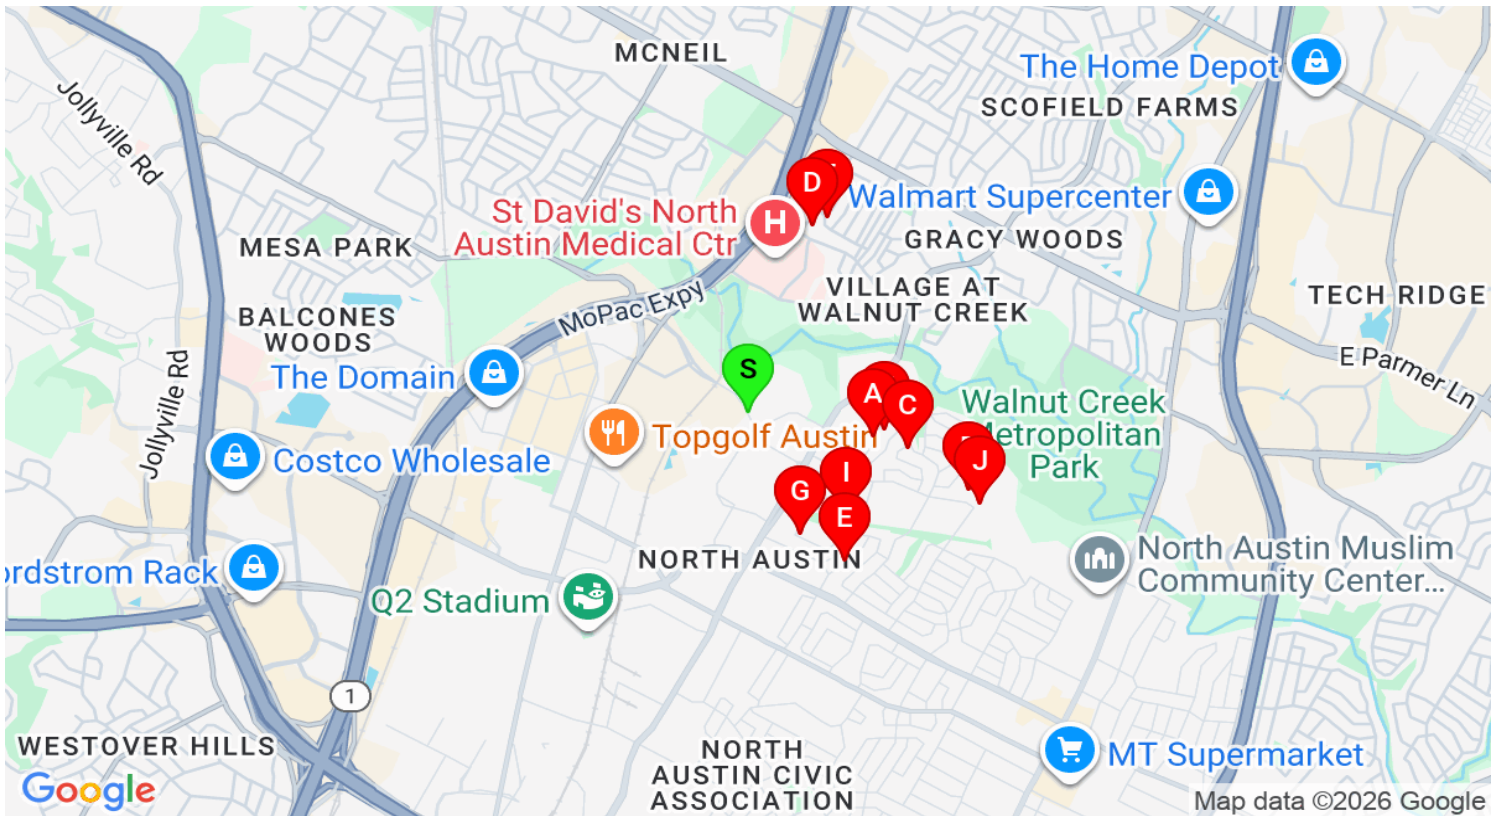 MCNEIL
The Home Depot
SCOFIELD FARMS
Jollyville Rd
D
Walmart Supercenter
St David's North
Austin Medical Ctr
H
GRACY WOODS
MESA PARK
MoPac Expy
VILLAGE AT
WALNUT CREEK
TECH RIDGE
BALCONES
WOODS
E Parmer Ln
The Domain
S
A
C
Walnut Creek
Metropolitan
Park
Jollyville Rd
Topgolf Austin
Costco Wholesale
J
I
G
E
NORTH AUSTIN
North Austin Muslim
Community Center...
ordstrom Rack
Q2 Stadium
1
WESTOVER HILLS
NORTH
AUSTIN CIVIC
ASSOCIATION
MT Supermarket
Google
Map data ©2026 Google